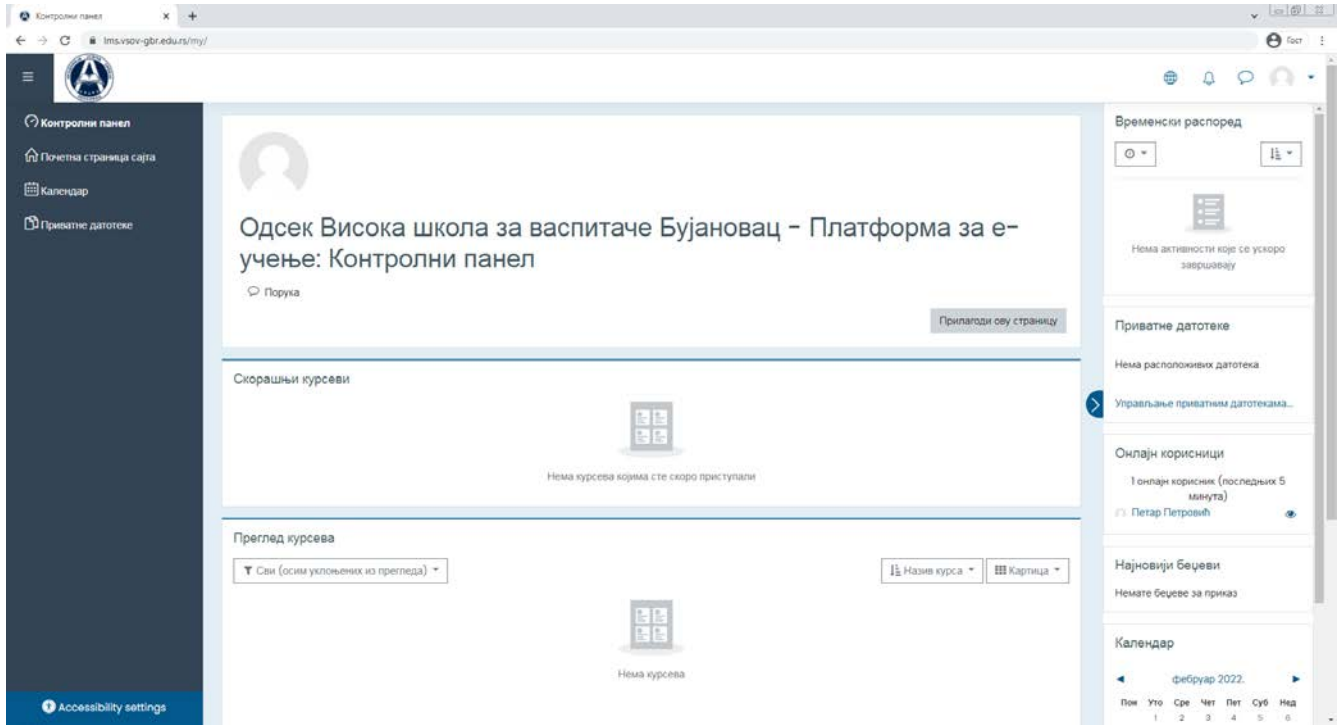 Контролни панел
lms.vsov-gbr.edu.rs/my/
Гост
Контролни панел
Почетна страница сајта
Календар
Приватне датотеке
Accessibility settings
Одсек Висока школа за васпитаче Бујановац - Платформа за е-
учење: Контролни панел
Порука
Прилагоди ову страницу
Скорашњи курсеви
Нема курсева којима сте скоро приступали
Преглед курсева
Сви (осим уклоњених из прегледа)
Назив курса
Картица
Нема курсева
Временски распоред
Нема активности које се ускоро
завршавају
Приватне датотеке
Нема расположивих датотека
Управљање приватним датотекама...
Онлајн корисници
1 онлајн корисник (последњих 5
минута)
Петар Петровић
Најновији беџеви
Немате беџеве за приказ
Календар
фебруар 2022.
Пон Уто Сре Чет Пет Суб Нед
1 2 3 4 5 6